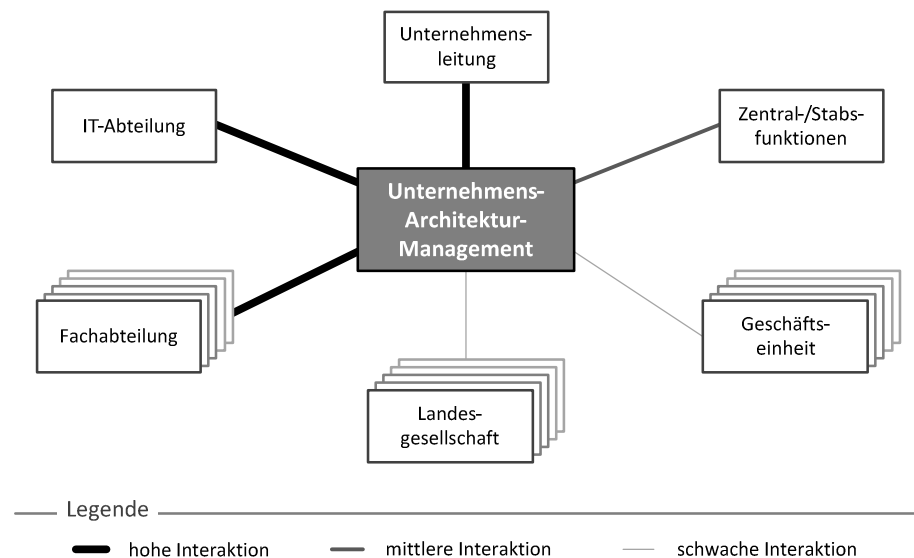 Unternehmens-
leitung
IT-Abteilung
Zentral-/Stabs-
funktionen
Unternehmens-
Architektur-
Management
Fachabteilung
Geschäfts-
einheit
Landes-
gesellschaft
Legende
hohe Interaktion
mittlere Interaktion
schwache Interaktion